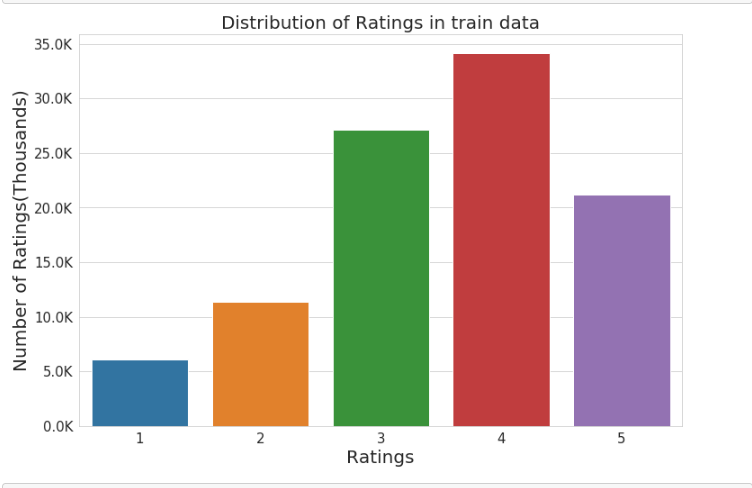 Distribution of Ratings in train data
Number of Ratings(Thousands)
35.0K
30.0K
25.0K
20.0K
15.0K
10.0K
5.0K
0.0K
1 2 3 4 5
Ratings